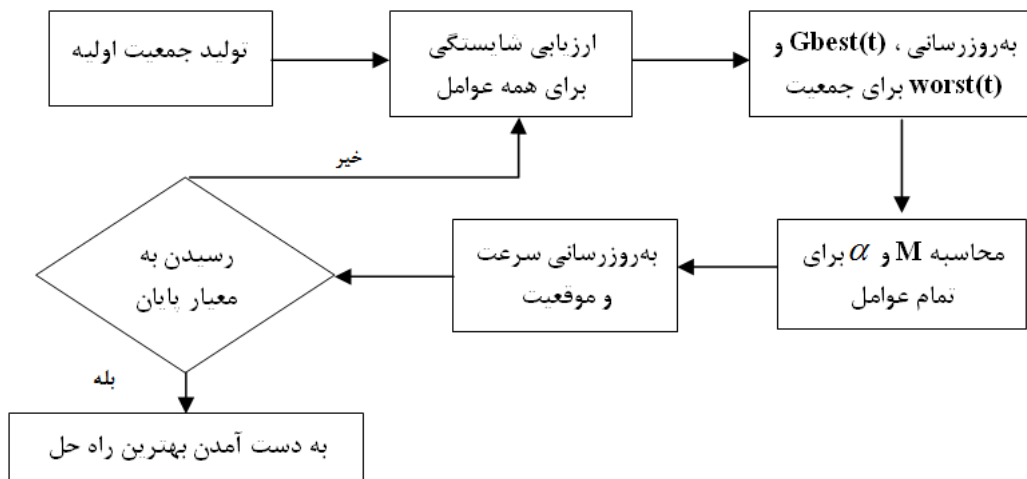 تولید جمعیت اولیه
ارزیابی شایستگی
برای همه عوامل
به‌روزرسانی ، Gbest(t) و
worst(t) برای جمعیت
محاسبه M و α برای
تمام عوامل
به‌روزرسانی سرعت
و موقعیت
رسیدن به
معیار پایان
خیر
بله
به دست آمدن بهترین راه حل